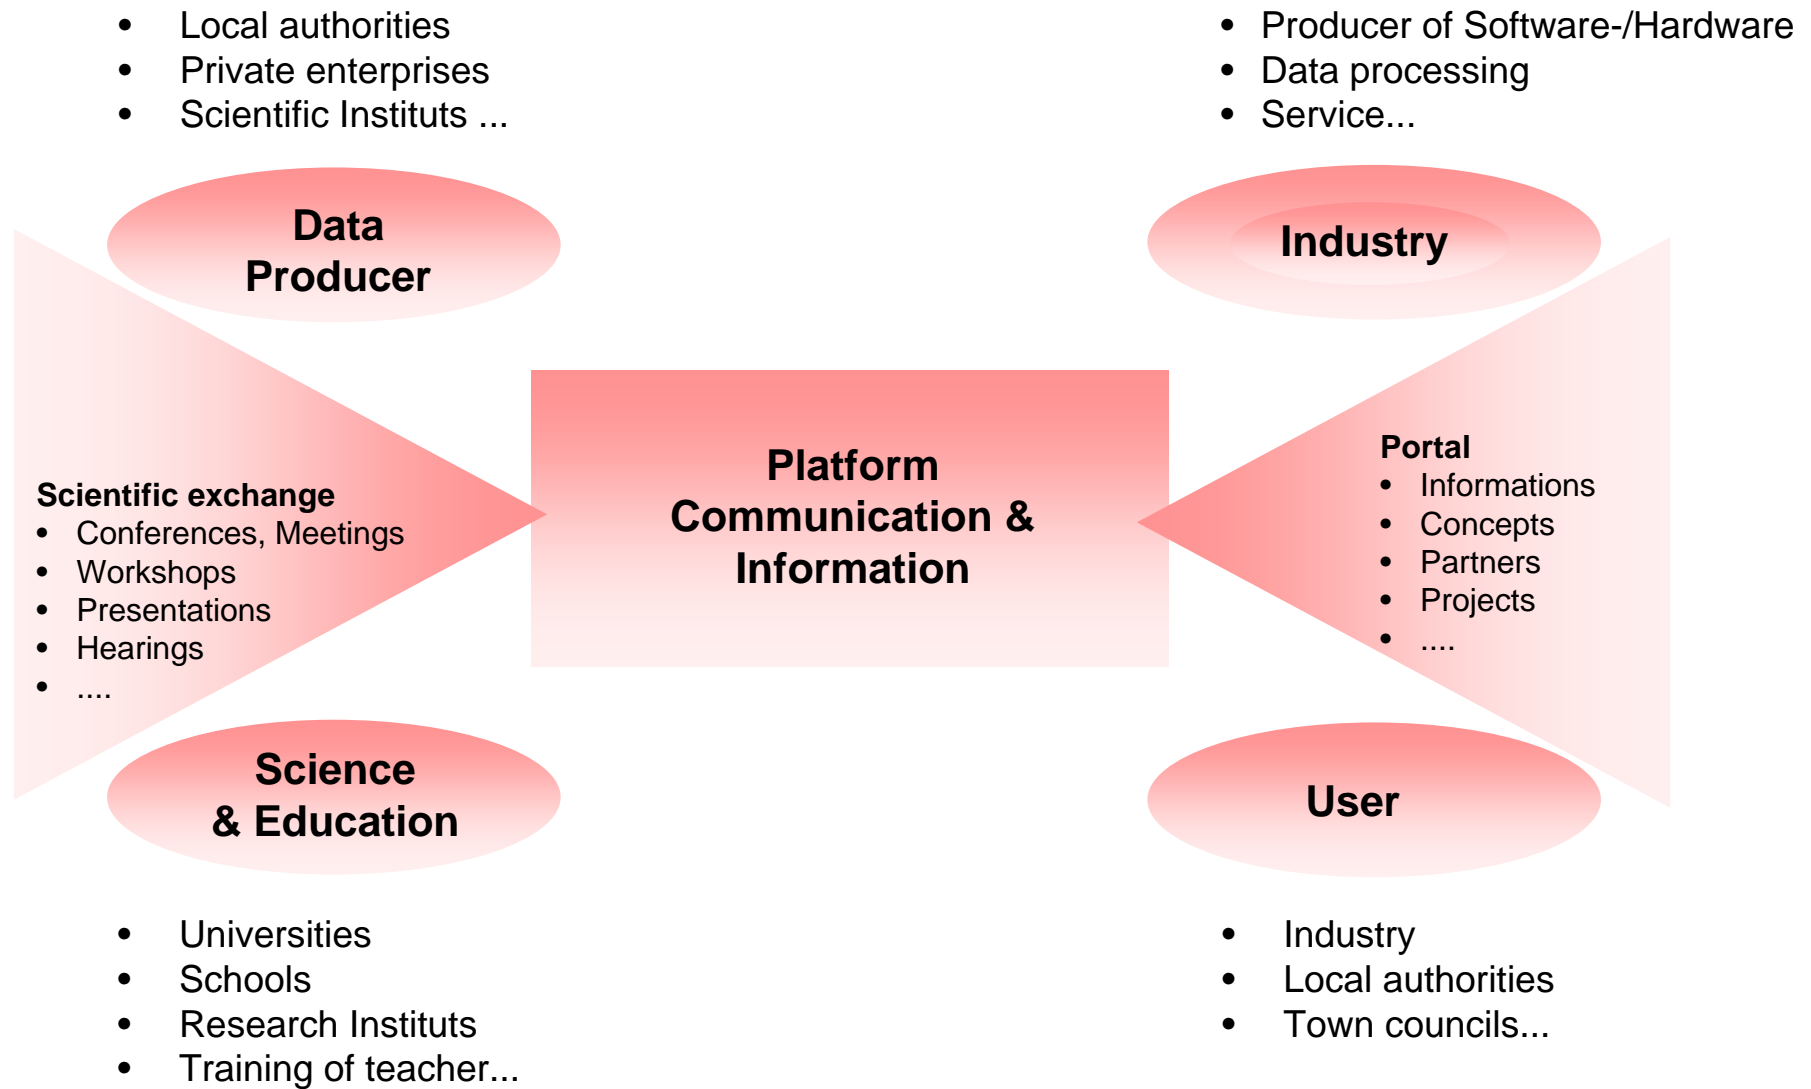 • Local authorities
• Private enterprises
• Scientific Instituts ...
• Producer of Software-/Hardware
• Data processing
• Service...
Data
Producer
Industry
Scientific exchange
• Conferences, Meetings
• Workshops
• Presentations
• Hearings
• ....
Platform
Communication &
Information
Portal
• Informations
• Concepts
• Partners
• Projects
• ....
Science
& Education
User
• Universities
• Schools
• Research Instituts
• Training of teacher...
• Industry
• Local authorities
• Town councils...